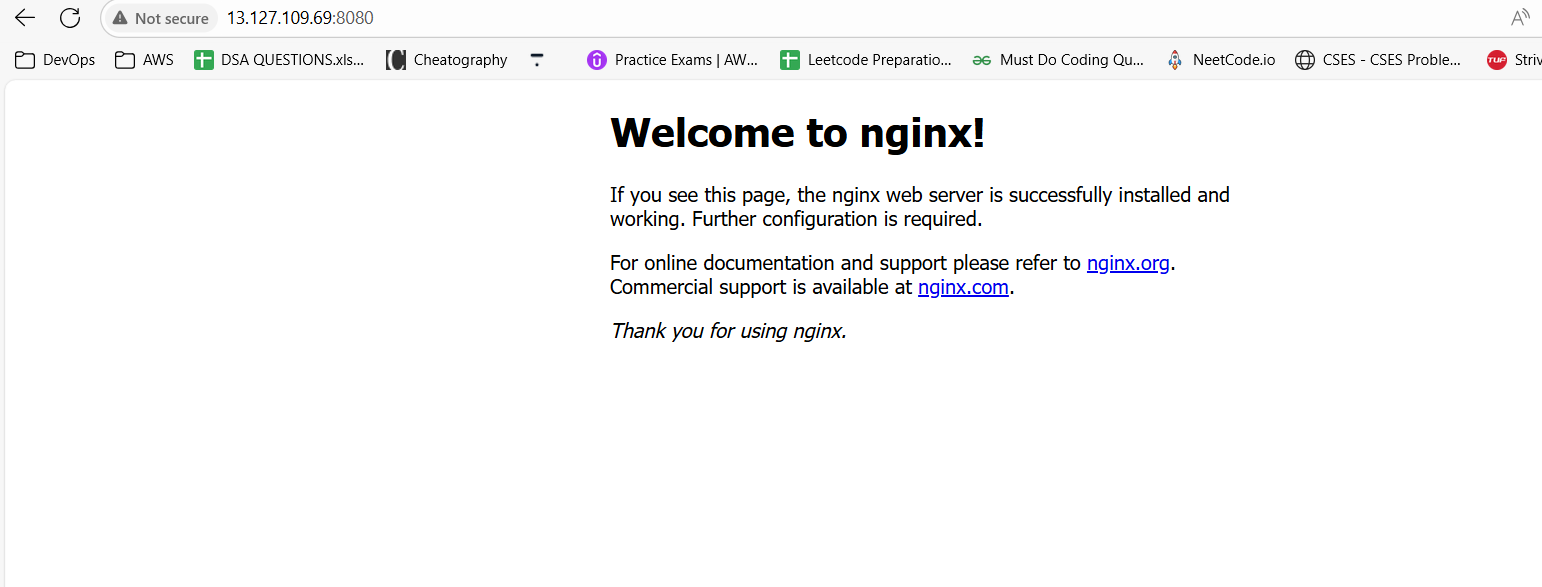 Not secure 13.127.109.69:8080
DevOps AWS DSA QUESTIONS.xls... Cheatography Practice Exams | AW... Leetcode Preparatio... Must Do Coding Qu... NeetCode.io CSES - CSES Proble... TUF Striv
Welcome to nginx!
If you see this page, the nginx web server is successfully installed and
working. Further configuration is required.
For online documentation and support please refer to nginx.org.
Commercial support is available at nginx.com.
Thank you for using nginx.